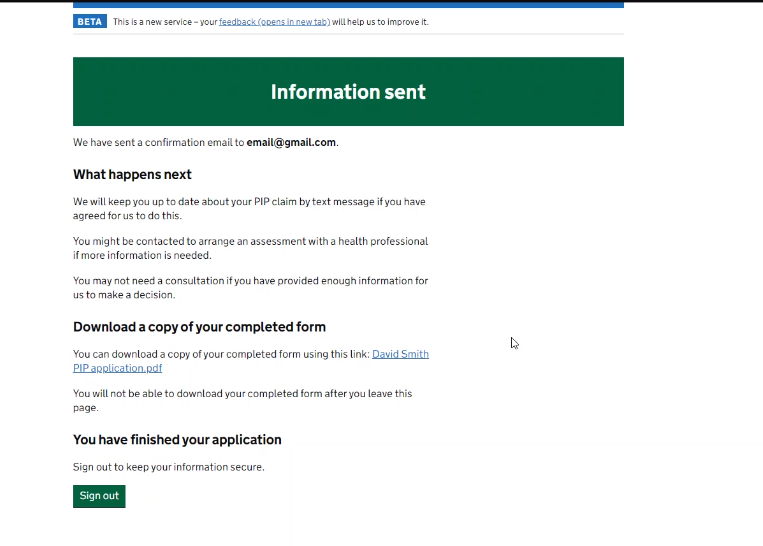 BETA This is a new service – your feedback (opens in new tab) will help us to improve it.
Information sent
We have sent a confirmation email to email@gmail.com.
What happens next
We will keep you up to date about your PIP claim by text message if you have
agreed for us to do this.
You might be contacted to arrange an assessment with a health professional
if more information is needed.
You may not need a consultation if you have provided enough information for
us to make a decision.
Download a copy of your completed form
You can download a copy of your completed form using this link: David Smith
PIP application.pdf
You will not be able to download your completed form after you leave this
page.
You have finished your application
Sign out to keep your information secure.
Sign out